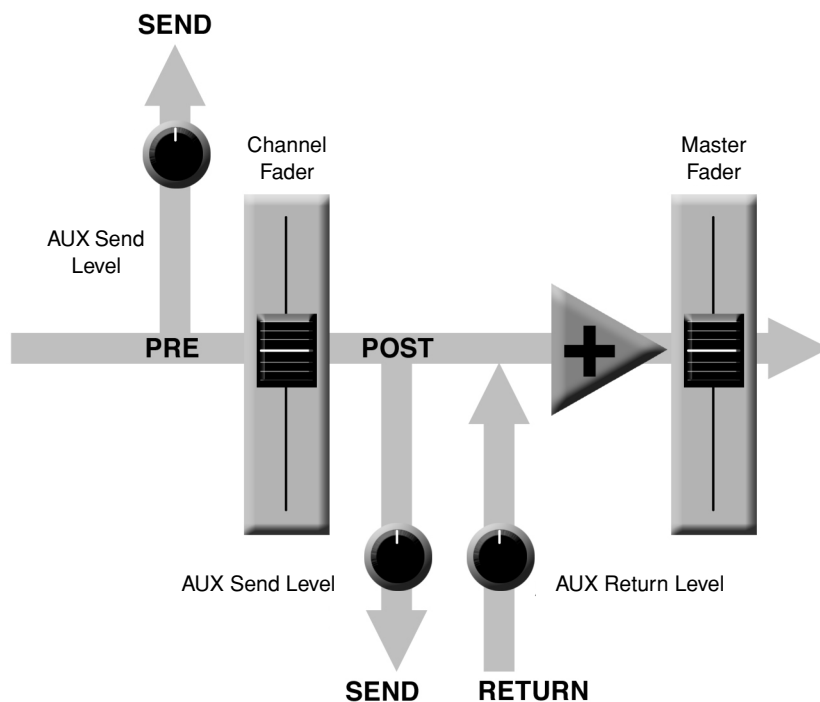 SEND
Channel
Fader
Master
Fader
AUX Send
Level
PRE
POST
AUX Send Level
AUX Return Level
SEND
RETURN